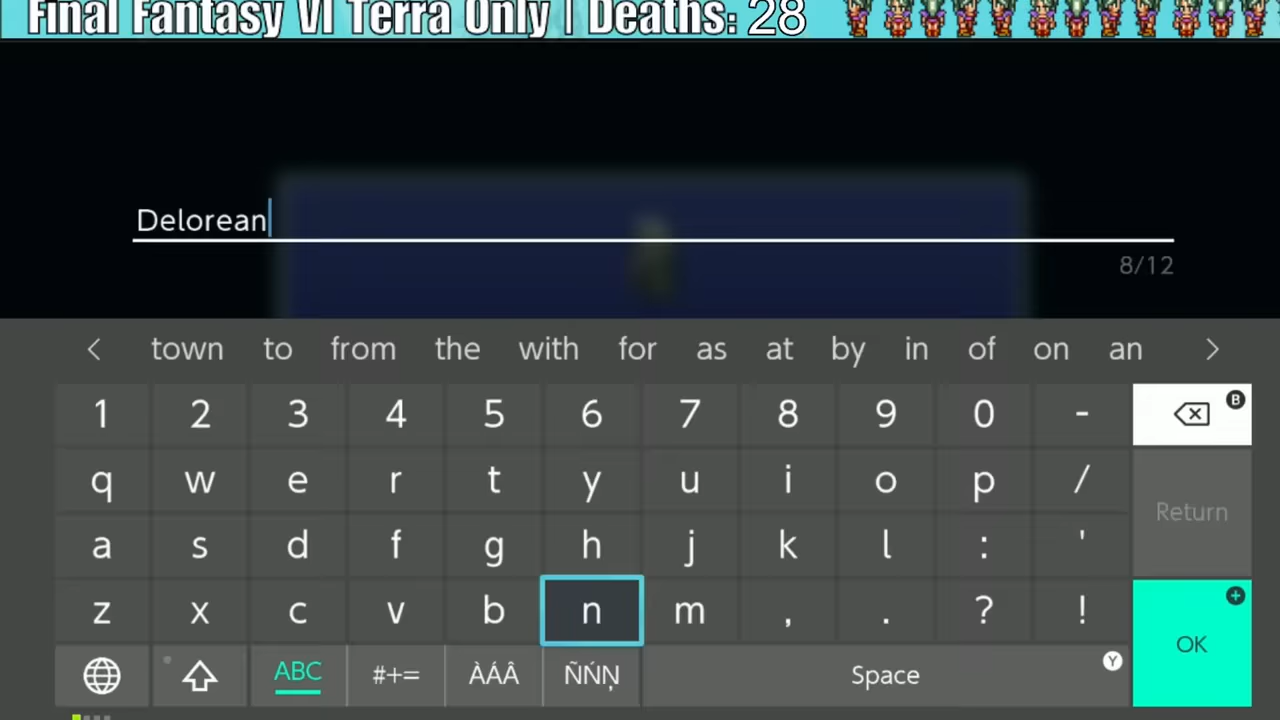 Final Fantasy VI Terra Only | Deaths: 28
Delorean
8/12
< town to from the with for as at by in of on an >
1 2 3 4 5 6 7 8 9 0 - B
q w e r t y u i o p /
Return
a s d f g h j k l : '
z x c v b n m , . ? ! +
OK
ABC #+= ÀÁÂ ÑŃŅ Space Y